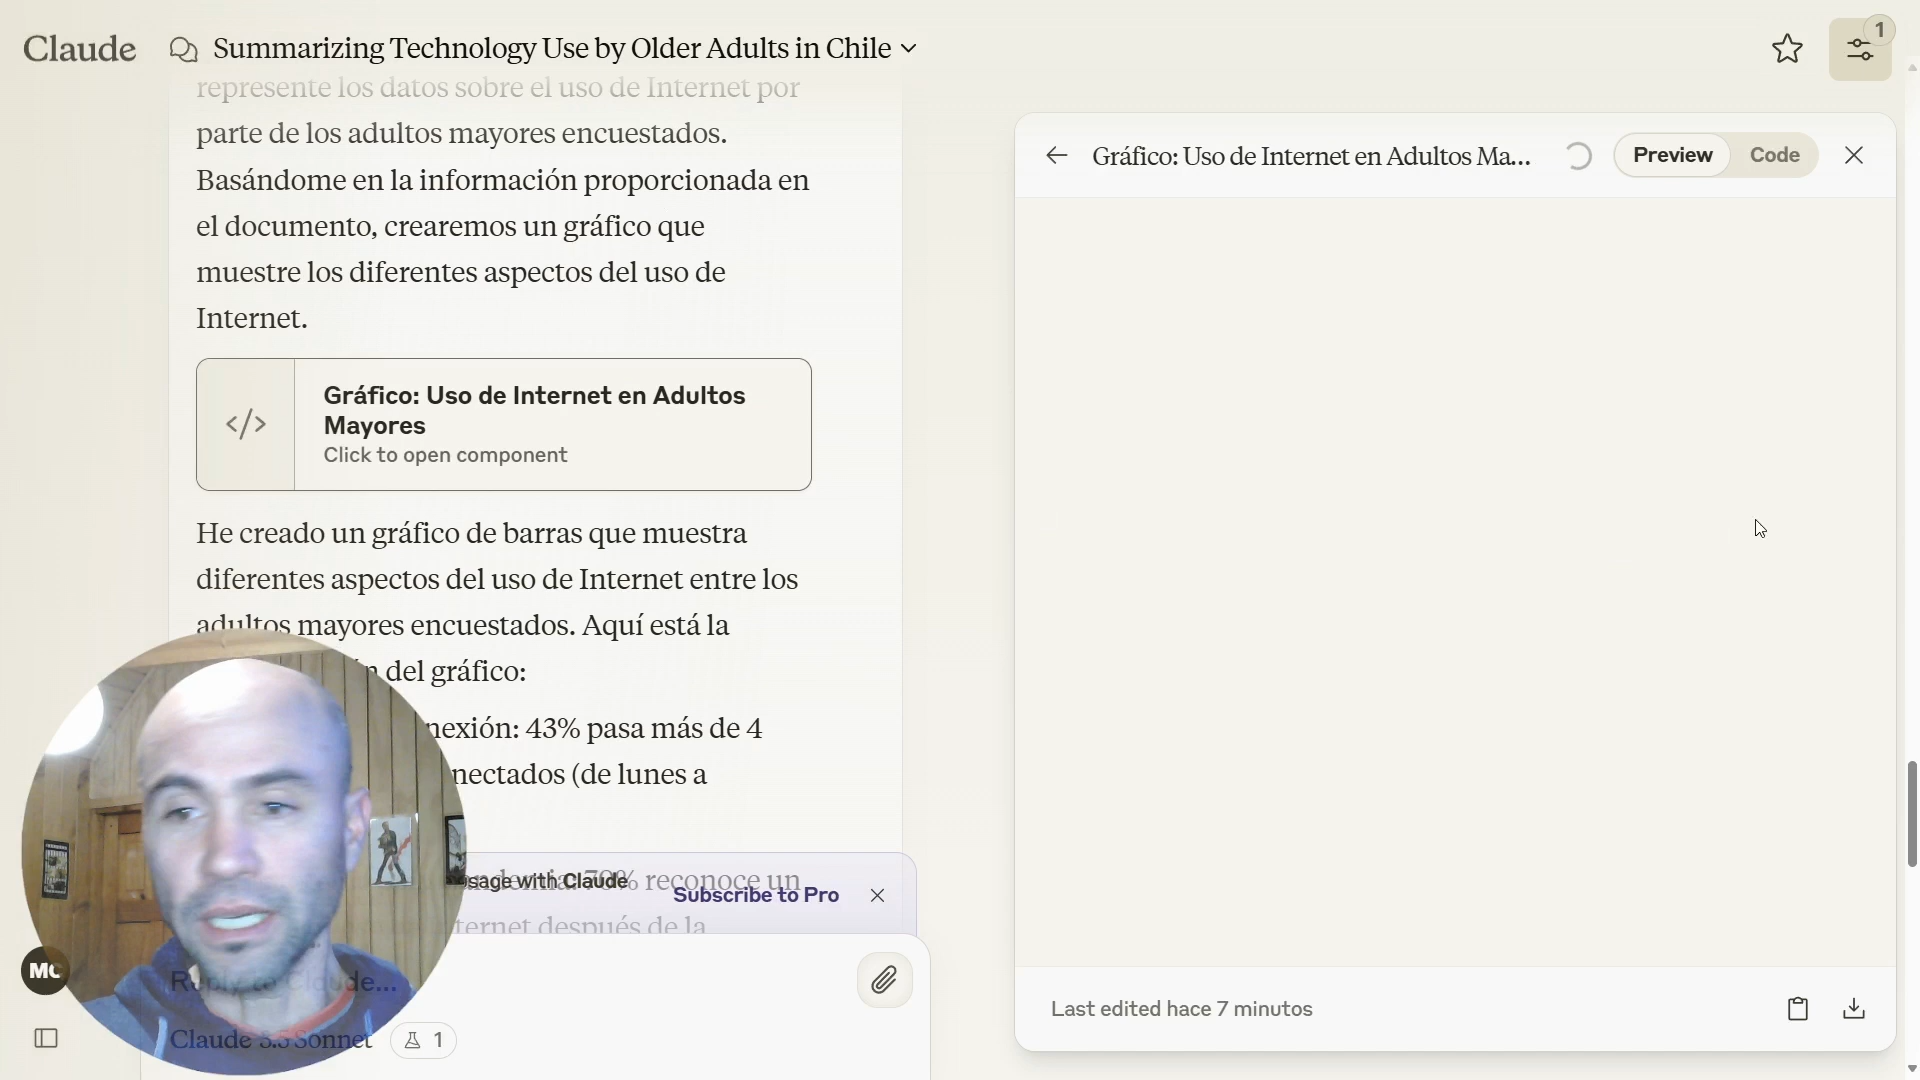 Claude
Summarizing Technology Use by Older Adults in Chile
1
represente los datos sobre el uso de Internet por
parte de los adultos mayores encuestados.
Basándome en la información proporcionada en
el documento, crearemos un gráfico que
muestre los diferentes aspectos del uso de
Internet.
</>
Gráfico: Uso de Internet en Adultos
Mayores
Click to open component
He creado un gráfico de barras que muestra
diferentes aspectos del uso de Internet entre los
adultos mayores encuestados. Aquí está la
del gráfico:
nexión: 43% pasa más de 4
nectados (de lunes a
sage with Claude
reconoce un
Subscribe to Pro
ternet después de la
MC
Reply to Claude...
Claude 3.5 Sonnet
1
Gráfico: Uso de Internet en Adultos Ma...
Preview
Code
Last edited hace 7 minutos